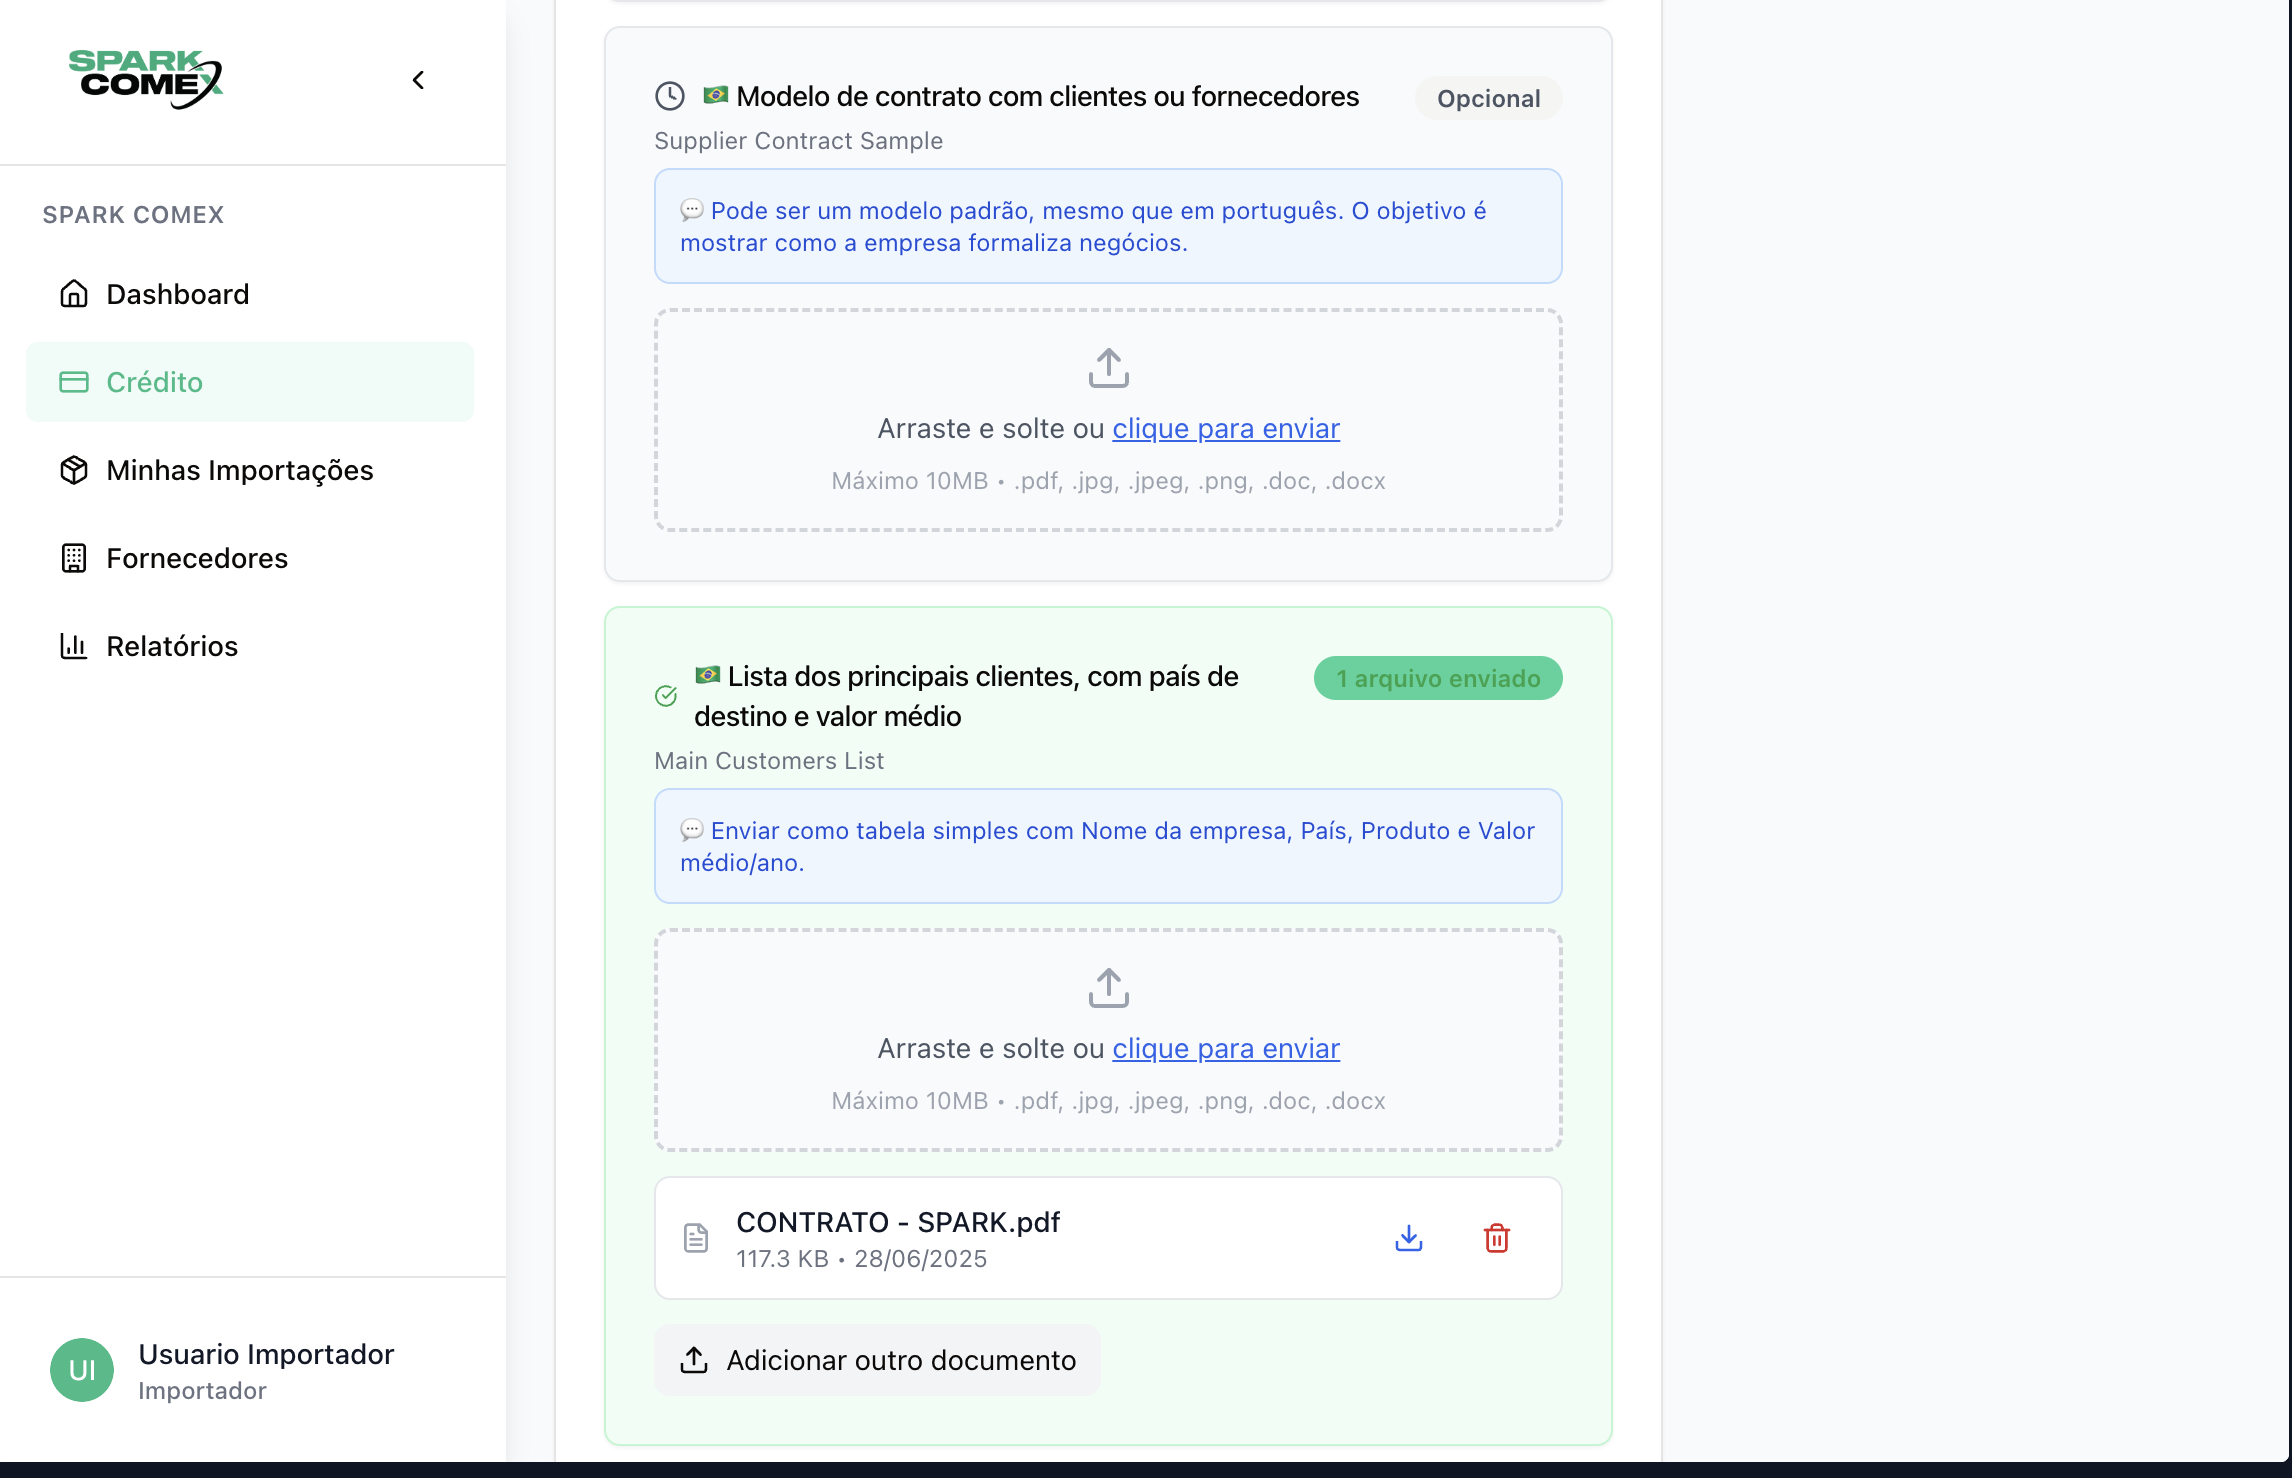 SPARK
COMEX
SPARK COMEX
Dashboard
Crédito
Minhas Importações
Fornecedores
Relatórios
UI
Usuario Importador
Importador
Modelo de contrato com clientes ou fornecedores
Opcional
Supplier Contract Sample
Pode ser um modelo padrão, mesmo que em português. O objetivo é
mostrar como a empresa formaliza negócios.
Arraste e solte ou clique para enviar
Máximo 10MB • .pdf, .jpg, .jpeg, .png, .doc, .docx
Lista dos principais clientes, com país de
destino e valor médio
1 arquivo enviado
Main Customers List
Enviar como tabela simples com Nome da empresa, País, Produto e Valor
médio/ano.
Arraste e solte ou clique para enviar
Máximo 10MB • .pdf, .jpg, .jpeg, .png, .doc, .docx
CONTRATO - SPARK.pdf
117.3 KB • 28/06/2025
Adicionar outro documento